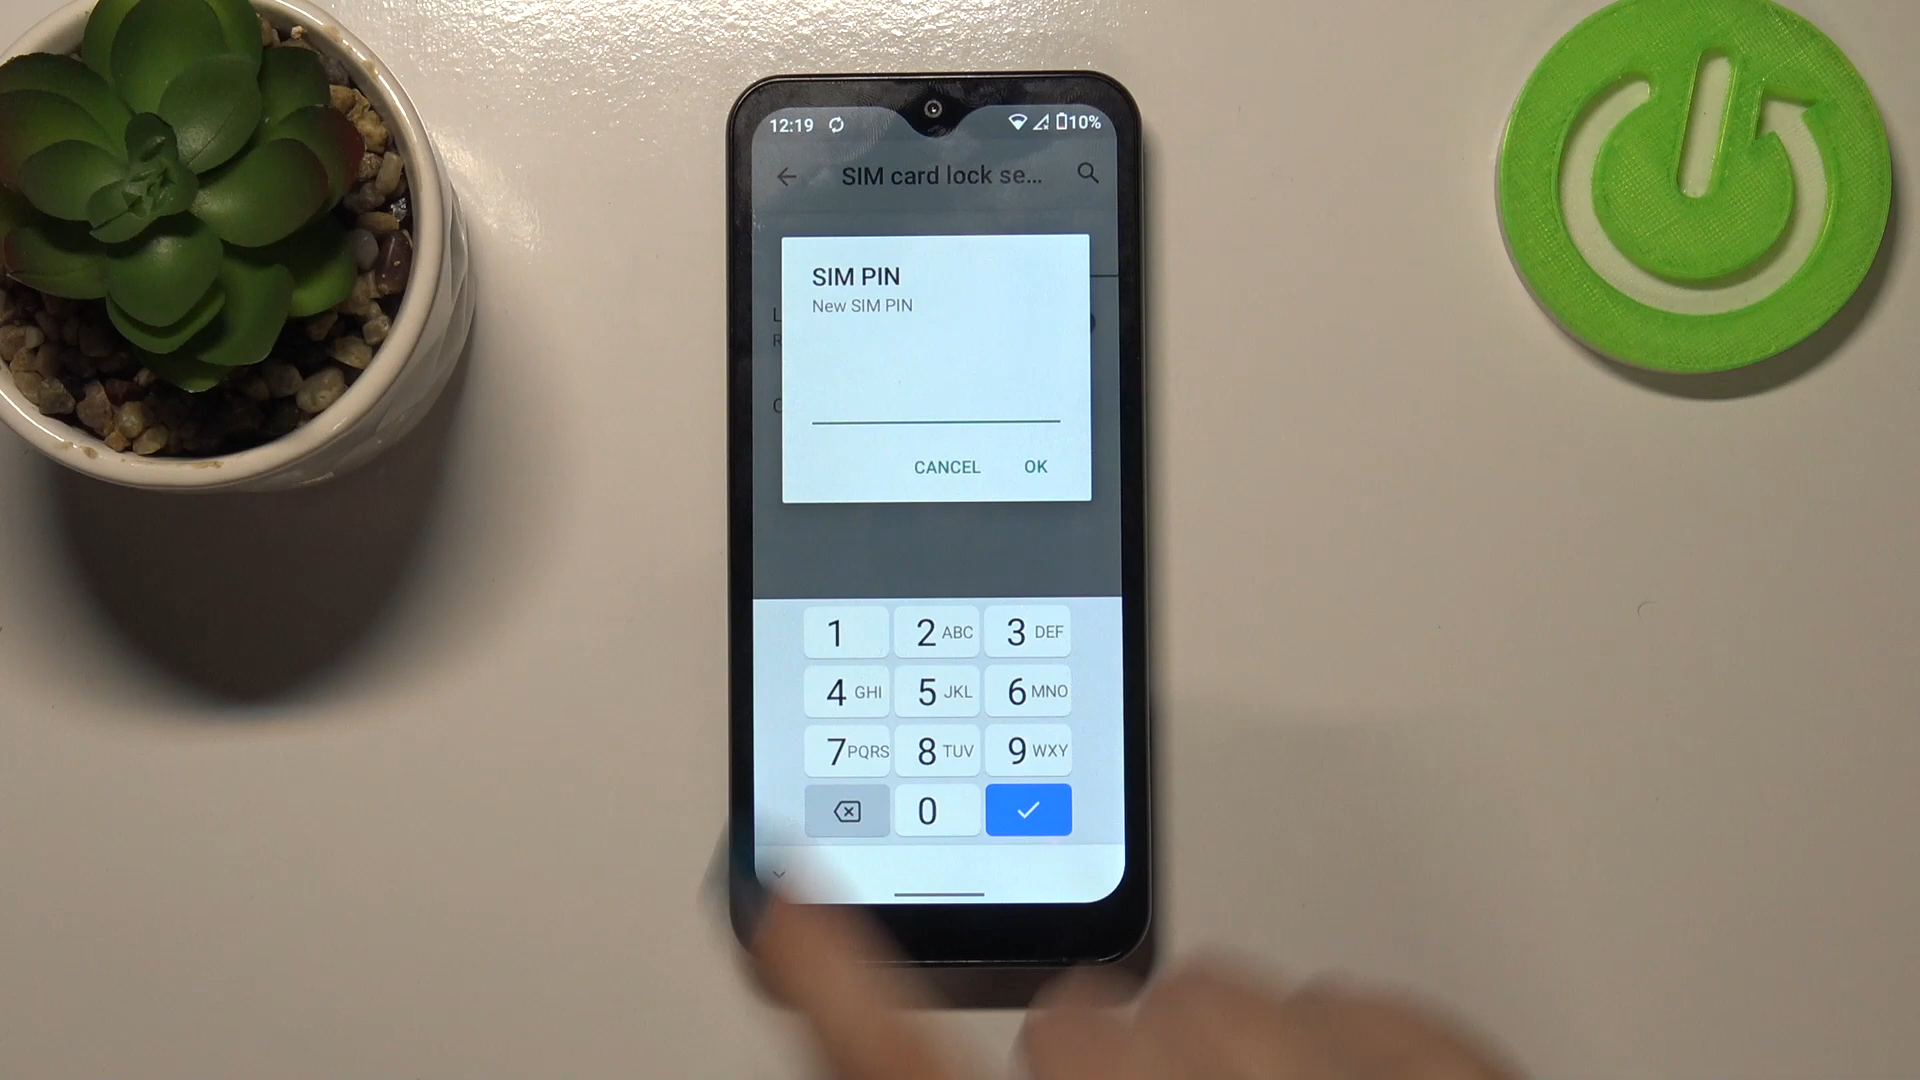 12:19 10%
SIM card lock se...
SIM PIN
New SIM PIN
L
R
C
CANCEL OK
1 2 ABC 3 DEF
4 GHI 5 JKL 6 MNO
7 PQRS 8 TUV 9 WXY
0